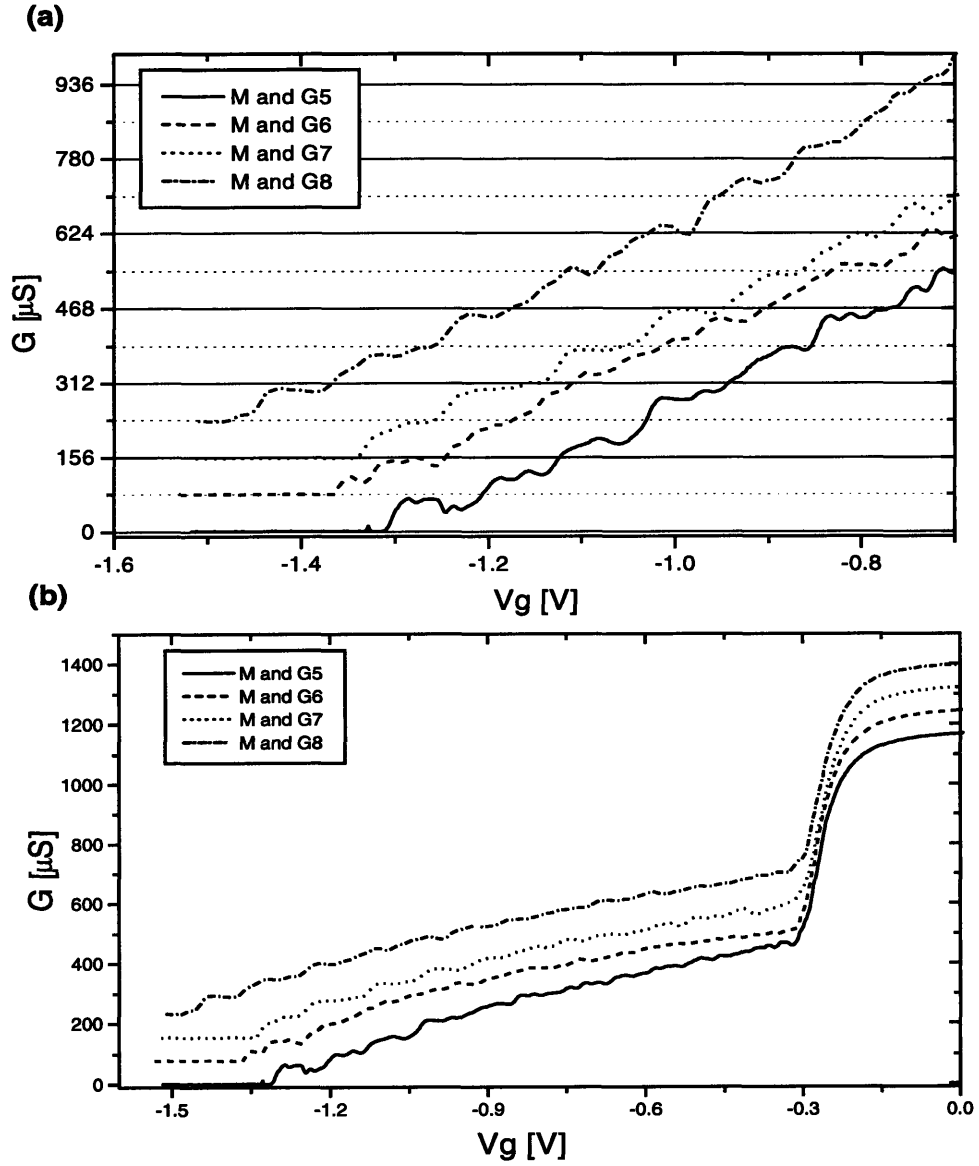 (a)
M and G5
M and G6
M and G7
M and G8
936
780
624
468
312
156
0
G [µS]
-1.6
-1.4
-1.2
-1.0
-0.8
Vg [V]
(b)
M and G5
M and G6
M and G7
M and G8
1400
1200
1000
800
600
400
200
0
G [µS]
-1.5
-1.2
-0.9
-0.6
-0.3
0.0
Vg [V]